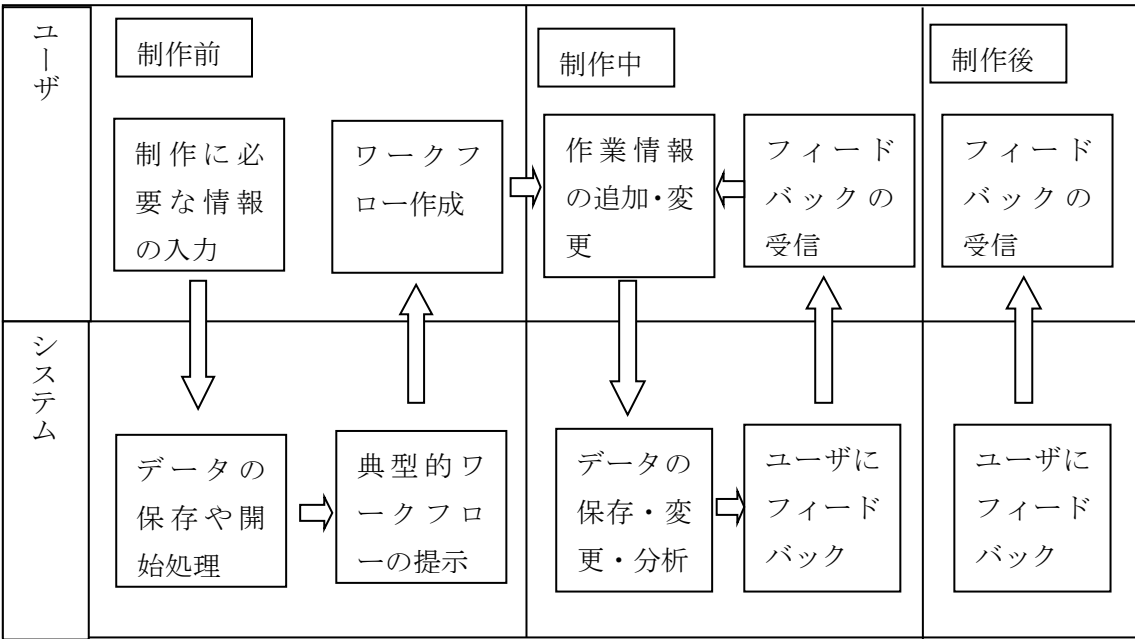 ユーザ
制作前
制作中
制作後
制作に必
要な情報
の入力
ワークフ
ロー作成
作業情報
の追加・変
更
フィード
バックの
受信
フィード
バックの
受信
システム
データの
保存や開
始処理
典型的ワ
ークフロ
ーの提示
データの
保存・変
更・分析
ユーザに
フィード
バック
ユーザに
フィード
バック